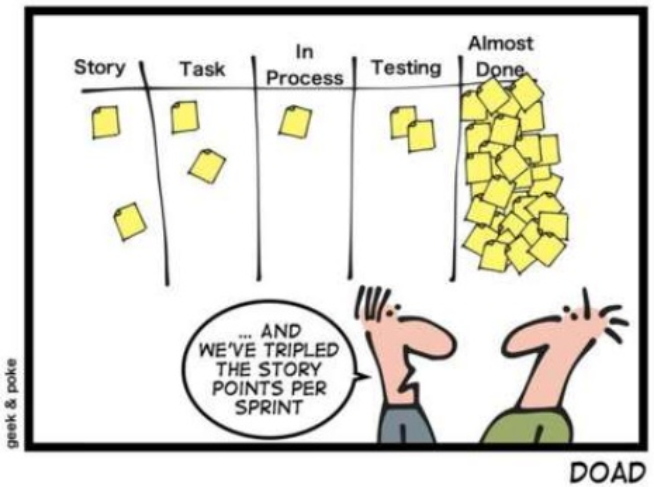 Story
Task
In
Process
Testing
Almost
Done
... AND
WE'VE TRIPLED
THE STORY
POINTS PER
SPRINT
geek & poke
DOAD